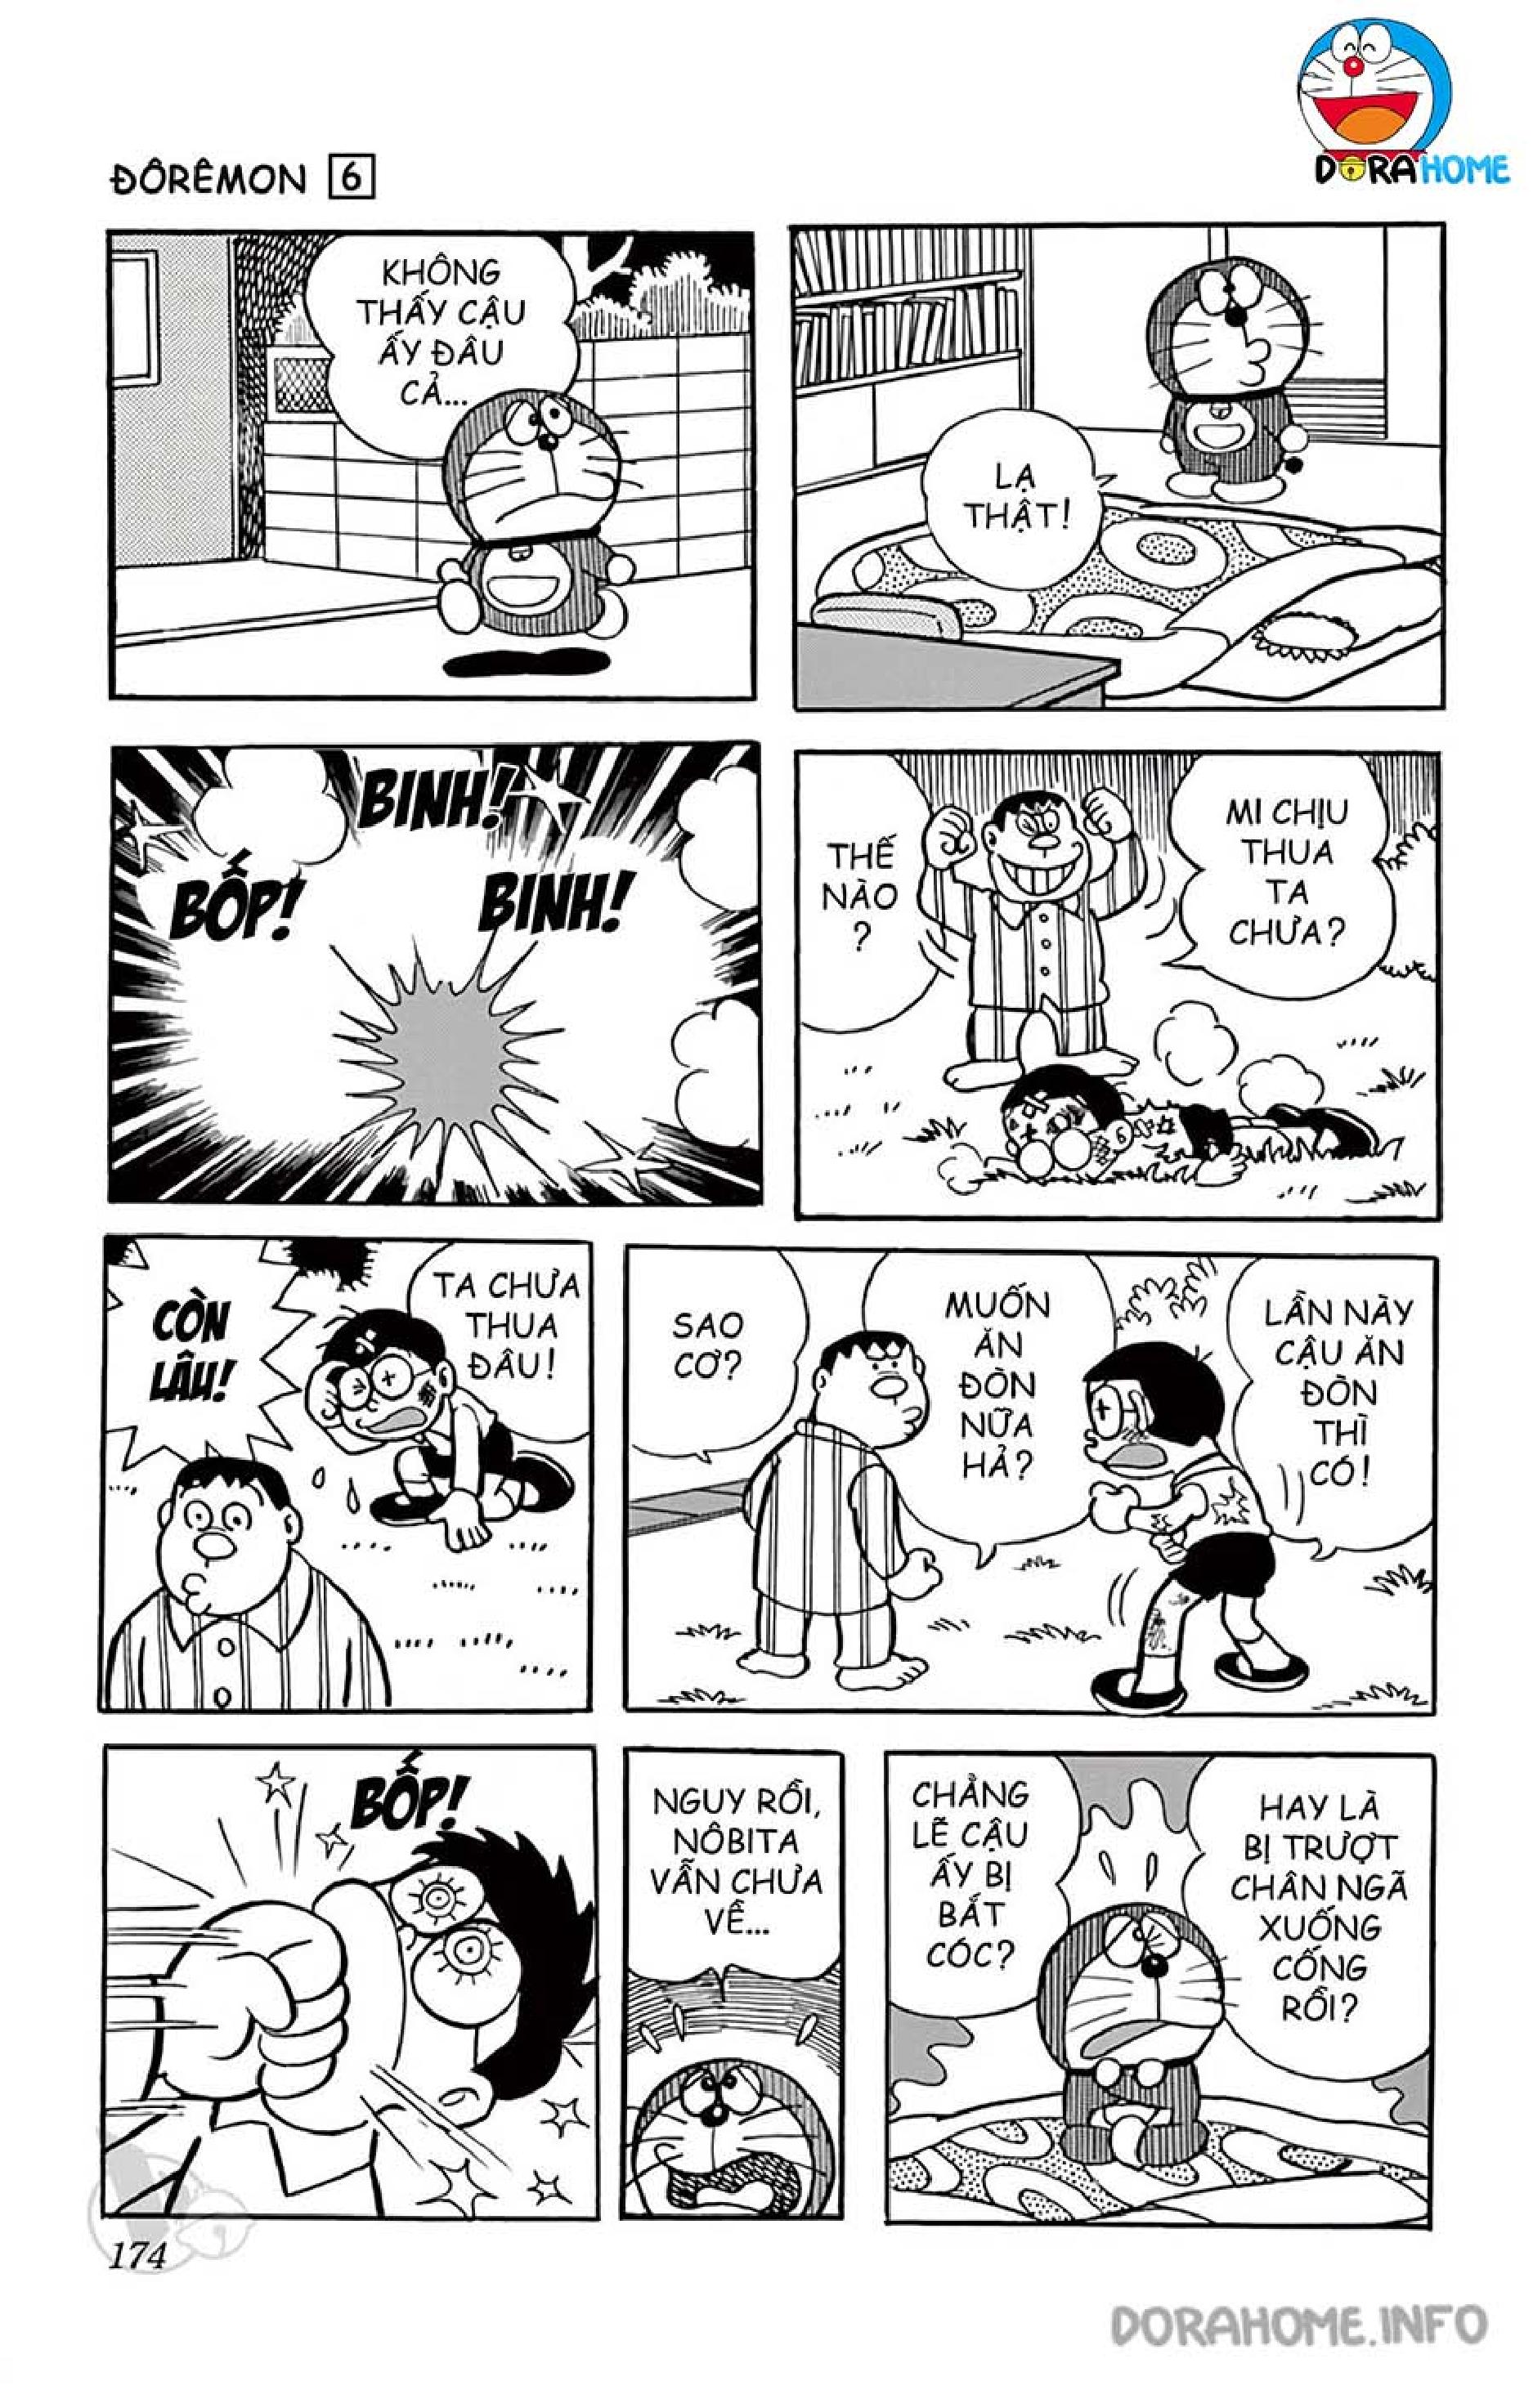 DORAHOME
ĐÔRÊMON 6
KHÔNG
THẤY CẬU
ẤY ĐÂU
CẢ...
LẠ
THẬT!
BINH!
BỐP!
BINH!
THẾ
NÀO
?
MI CHỊU
THUA
TA
CHƯA?
CÒN
LÂU!
TA CHƯA
THUA
ĐÂU!
SAO
CƠ?
MUỐN
ĂN
ĐÒN
NỮA
HẢ?
LẦN NÀY
CẬU ĂN
ĐÒN
THÌ
CÓ!
BỐP!
NGUY RỒI,
NÔBITA
VẪN CHƯA
VỀ...
CHẲNG
LẼ CẬU
ẤY BỊ
BẮT
CÓC?
HAY LÀ
BỊ TRƯỢT
CHÂN NGÃ
XUỐNG
CỐNG
RỒI?
174
DORAHOME.INFO